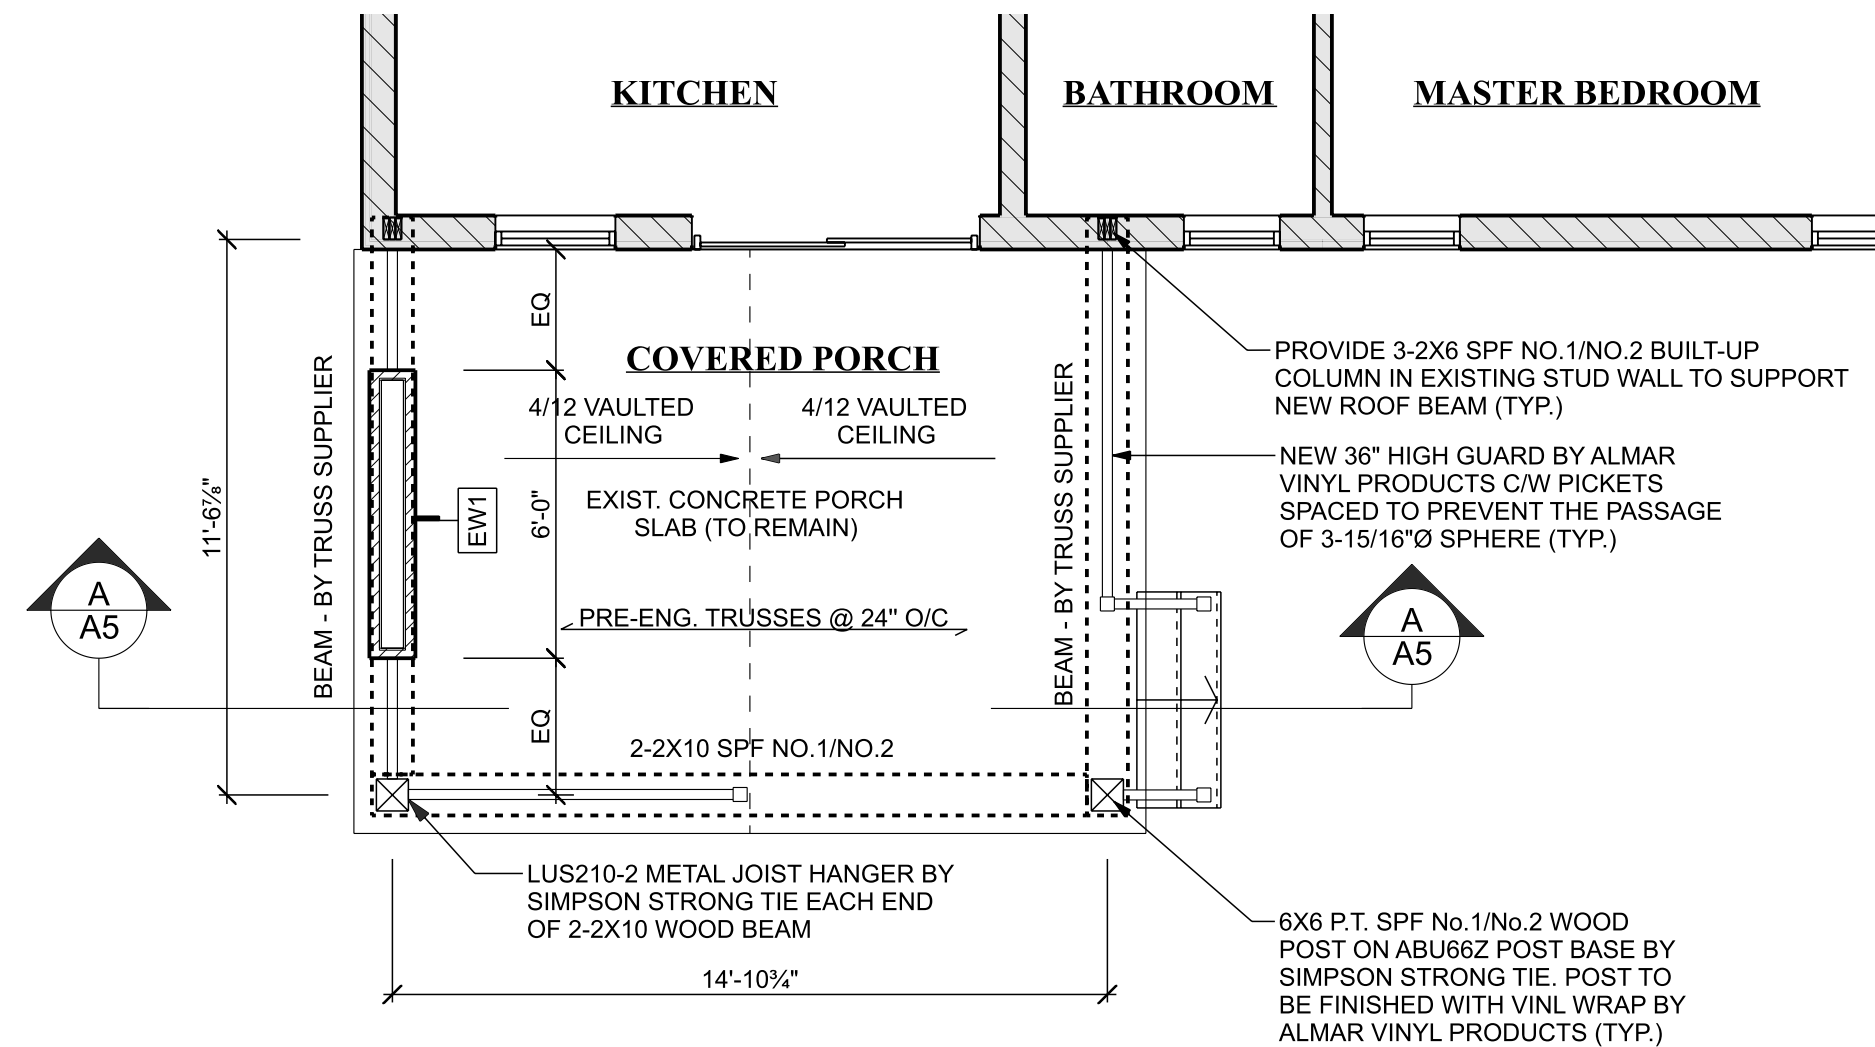 KITCHEN
BATHROOM
MASTER BEDROOM
EQ
COVERED PORCH
4/12 VAULTED
CEILING
4/12 VAULTED
CEILING
PROVIDE 3-2X6 SPF NO.1/NO.2 BUILT-UP
COLUMN IN EXISTING STUD WALL TO SUPPORT
NEW ROOF BEAM (TYP.)
NEW 36" HIGH GUARD BY ALMAR
VINYL PRODUCTS C/W PICKETS
SPACED TO PREVENT THE PASSAGE
OF 3-15/16"Ø SPHERE (TYP.)
11'-6⅞"
BEAM - BY TRUSS SUPPLIER
EW1
6'-0"
EXIST. CONCRETE PORCH
SLAB (TO REMAIN)
BEAM - BY TRUSS SUPPLIER
A
A5
A
A5
PRE-ENG. TRUSSES @ 24" O/C
EQ
2-2X10 SPF NO.1/NO.2
LUS210-2 METAL JOIST HANGER BY
SIMPSON STRONG TIE EACH END
OF 2-2X10 WOOD BEAM
14'-10¾"
6X6 P.T. SPF No.1/No.2 WOOD
POST ON ABU66Z POST BASE BY
SIMPSON STRONG TIE. POST TO
BE FINISHED WITH VINL WRAP BY
ALMAR VINYL PRODUCTS (TYP.)